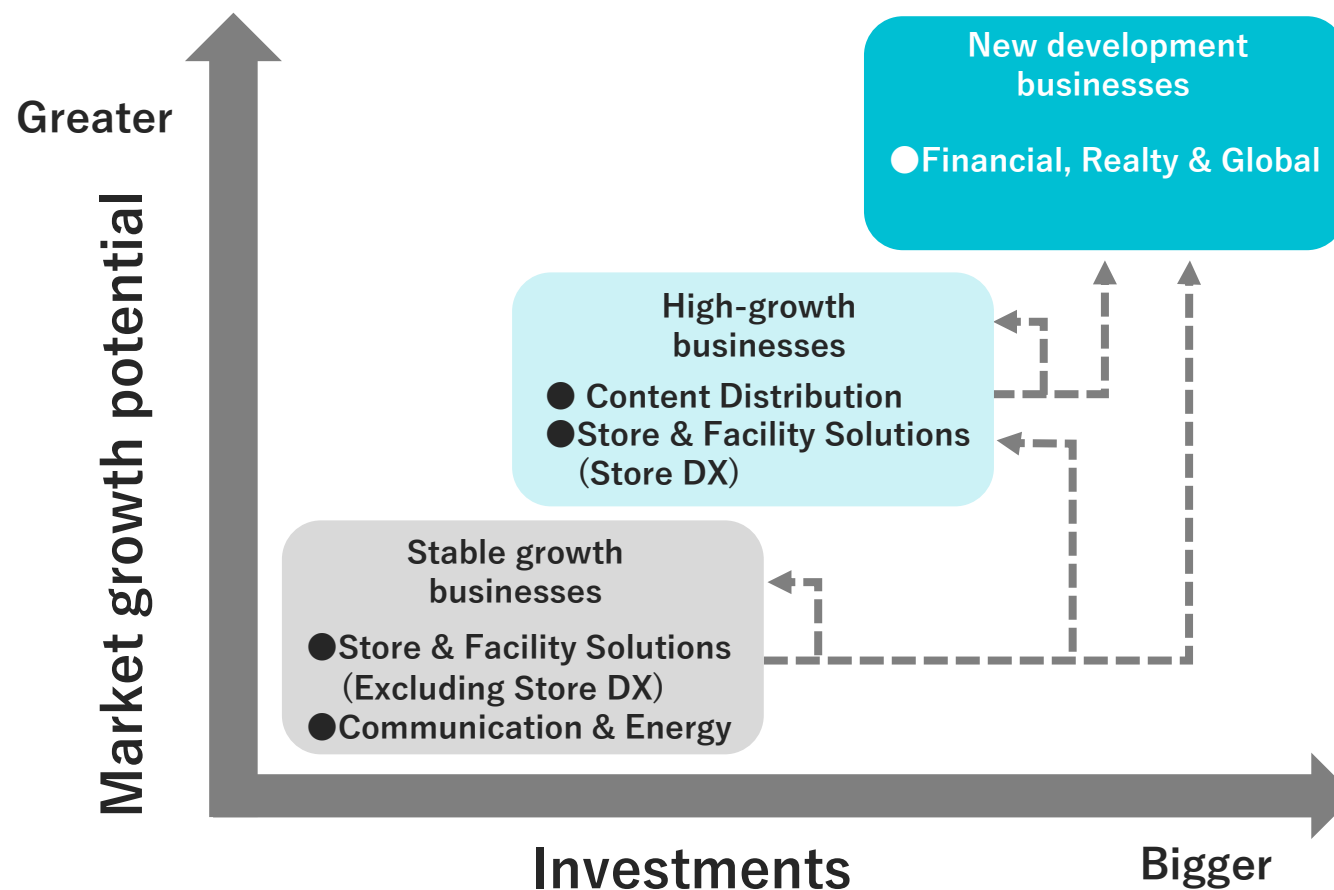 New development
businesses
●Financial, Realty & Global
Greater
Market growth potential
High-growth
businesses
● Content Distribution
●Store & Facility Solutions
(Store DX)
Stable growth
businesses
●Store & Facility Solutions
(Excluding Store DX)
●Communication & Energy
Investments
Bigger